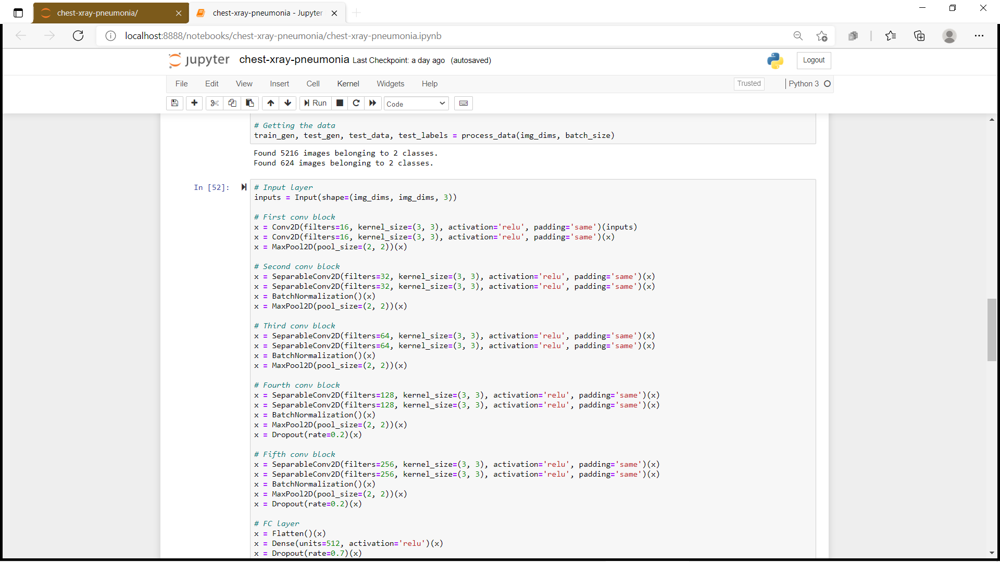 chest-xray-pneumonia/
chest-xray-pneumonia - Jupyter
localhost:8888/notebooks/chest-xray-pneumonia/chest-xray-pneumonia.ipynb
jupyter chest-xray-pneumonia Last Checkpoint: a day ago (autosaved)
Logout
File Edit View Insert Cell Kernel Widgets Help
Trusted
Python 3
Run
Code
# Getting the data
train_gen, test_gen, test_data, test_labels = process_data(img_dims, batch_size)
Found 5216 images belonging to 2 classes.
Found 624 images belonging to 2 classes.
In [52]:
# Input layer
inputs = Input(shape=(img_dims, img_dims, 3))
# First conv block
x = Conv2D(filters=16, kernel_size=(3, 3), activation='relu', padding='same')(inputs)
x = Conv2D(filters=16, kernel_size=(3, 3), activation='relu', padding='same')(x)
x = MaxPool2D(pool_size=(2, 2))(x)
# Second conv block
x = SeparableConv2D(filters=32, kernel_size=(3, 3), activation='relu', padding='same')(x)
x = SeparableConv2D(filters=32, kernel_size=(3, 3), activation='relu', padding='same')(x)
x = BatchNormalization()(x)
x = MaxPool2D(pool_size=(2, 2))(x)
# Third conv block
x = SeparableConv2D(filters=64, kernel_size=(3, 3), activation='relu', padding='same')(x)
x = SeparableConv2D(filters=64, kernel_size=(3, 3), activation='relu', padding='same')(x)
x = BatchNormalization()(x)
x = MaxPool2D(pool_size=(2, 2))(x)
# Fourth conv block
x = SeparableConv2D(filters=128, kernel_size=(3, 3), activation='relu', padding='same')(x)
x = SeparableConv2D(filters=128, kernel_size=(3, 3), activation='relu', padding='same')(x)
x = BatchNormalization()(x)
x = MaxPool2D(pool_size=(2, 2))(x)
x = Dropout(rate=0.2)(x)
# Fifth conv block
x = SeparableConv2D(filters=256, kernel_size=(3, 3), activation='relu', padding='same')(x)
x = SeparableConv2D(filters=256, kernel_size=(3, 3), activation='relu', padding='same')(x)
x = BatchNormalization()(x)
x = MaxPool2D(pool_size=(2, 2))(x)
x = Dropout(rate=0.2)(x)
# FC layer
x = Flatten()(x)
x = Dense(units=512, activation='relu')(x)
x = Dropout(rate=0.7)(x)